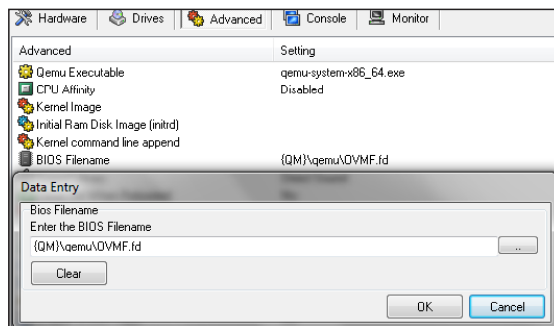 Hardware Drives Advanced Console Monitor
Advanced Setting
Qemu Executable qemu-system-x86_64.exe
CPU Affinity Disabled
Kernel Image
Initial Ram Disk Image (initrd)
Kernel command line append
BIOS Filename {QM}\qemu\OVMF.fd
Data Entry
Bios Filename
Enter the BIOS Filename
{QM}\qemu\OVMF.fd ..
Clear
OK Cancel